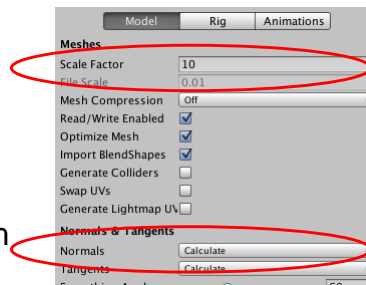 Model Rig Animations
Meshes
Scale Factor 10
File Scale 0.01
Mesh Compression Off
Read/Write Enabled
Optimize Mesh
Import BlendShapes
Generate Colliders
Swap UVs
Generate Lightmap UV
Normals & Tangents
Normals Calculate
Tangents Calculate